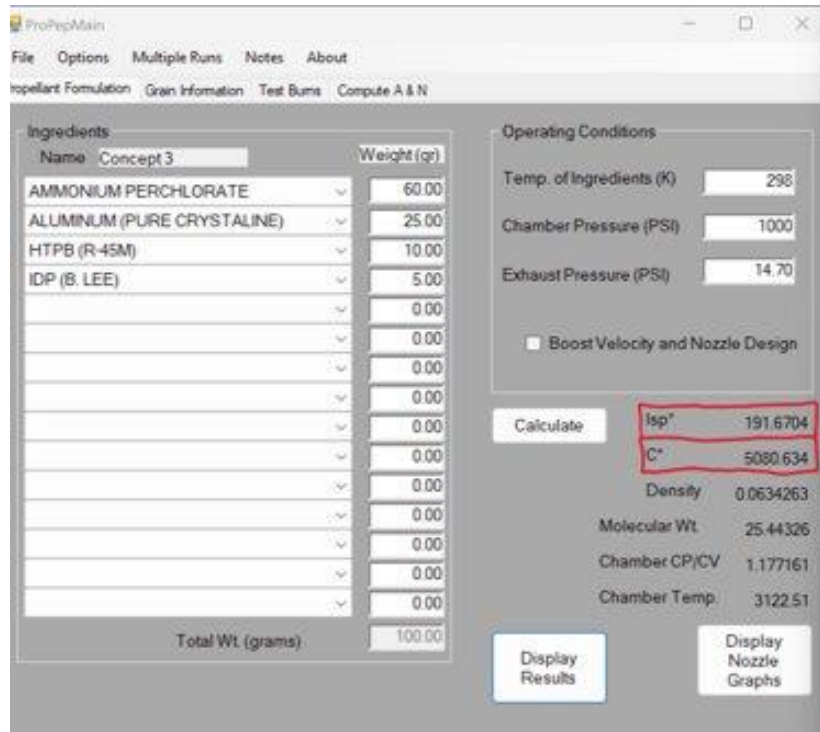 ProPepMain
File Options Multiple Runs Notes About
ropellant Formulation Grain Information Test Burns Compute A & N
Ingredients
Name Concept 3 Weight (gr)
AMMONIUM PERCHLORATE 60.00
ALUMINUM (PURE CRYSTALINE) 25.00
HTPB (R-45M) 10.00
IDP (B. LEE) 5.00
0.00
0.00
0.00
0.00
0.00
0.00
0.00
0.00
0.00
0.00
0.00
Total Wt. (grams) 100.00
Operating Conditions
Temp. of Ingredients (K) 298
Chamber Pressure (PSI) 1000
Exhaust Pressure (PSI) 14.70
Boost Velocity and Nozzle Design
Calculate
Isp* 191.6704
C* 5080.634
Density 0.0634263
Molecular Wt. 25.44326
Chamber CP/CV 1.177161
Chamber Temp. 3122.51
Display
Results
Display
Nozzle
Graphs